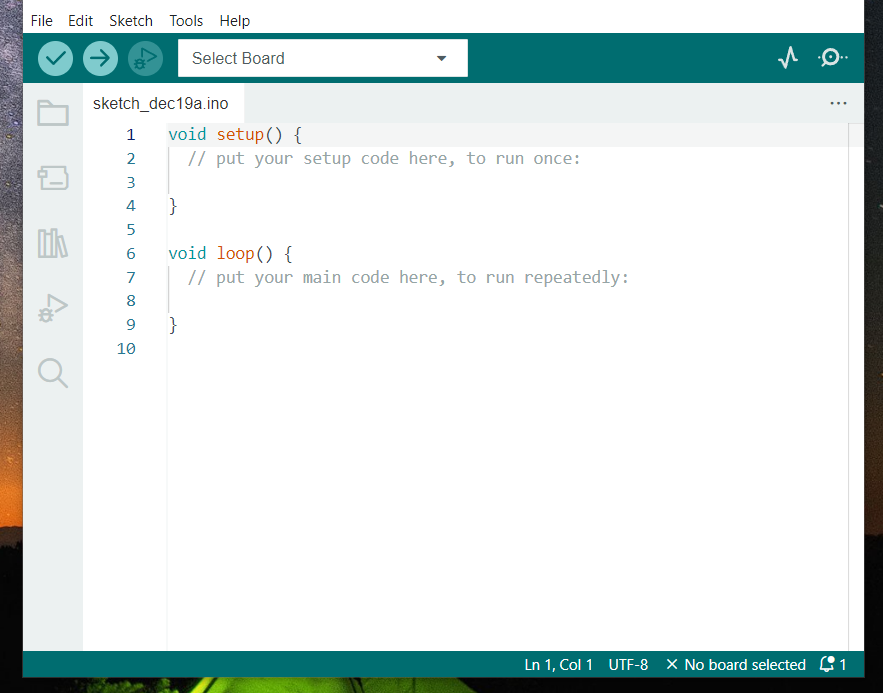 File Edit Sketch Tools Help
Select Board
sketch_dec19a.ino
1 void setup() {
2 // put your setup code here, to run once:
3
4 }
5
6 void loop() {
7 // put your main code here, to run repeatedly:
8
9 }
10
Ln 1, Col 1 UTF-8 No board selected 1